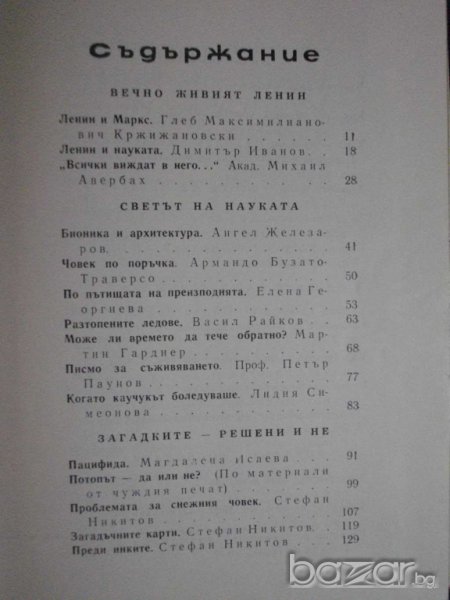 Съдържание
ВЕЧНО ЖИВИЯТ ЛЕНИН
Ленин и Маркс. Глеб Максимилиано-
вич Кржижановски . . . . . . 11
Ленин и науката. Димитър Иванов. . 18
„Всички виждат в него..." Акад. Михаил
Авербах . . . . . . . . . 28
СВЕТЪТ НА НАУКАТА
Бионика и архитектура. Ангел Железа-
ров. . . . . . . . . . . 41
Човек по поръчка. Армандо Бузато-
Траверсо . . . . . . . . . 50
По пътищата на преизподнята. Елена Ге-
оргиева . . . . . . . . . 53
Разтопените ледове. Васил Райков . . 63
Може ли времето да тече обратно? Мар-
тин Гарднер . . . . . . . . 68
Писмо за съживяването. Проф. Петър
Паунов . . . . . . . . . 77
Когато каучукът боледуваше. Лидия Си-
меонова . . . . . . . . . 83
ЗАГАДКИТЕ — РЕШЕНИ И НЕ
Пацифида. Магдалена Исаева . . . 91
Потопът — да или не? (По материали
от чуждия печат) . . . . . . 99
Проблемата за снежния човек. Стефан
Никитов . . . . . . . . . 107
Загадъчните карти. Стефан Никитов. . 119
Преди инките. Стефан Никитов . . . 129
bazar.bg